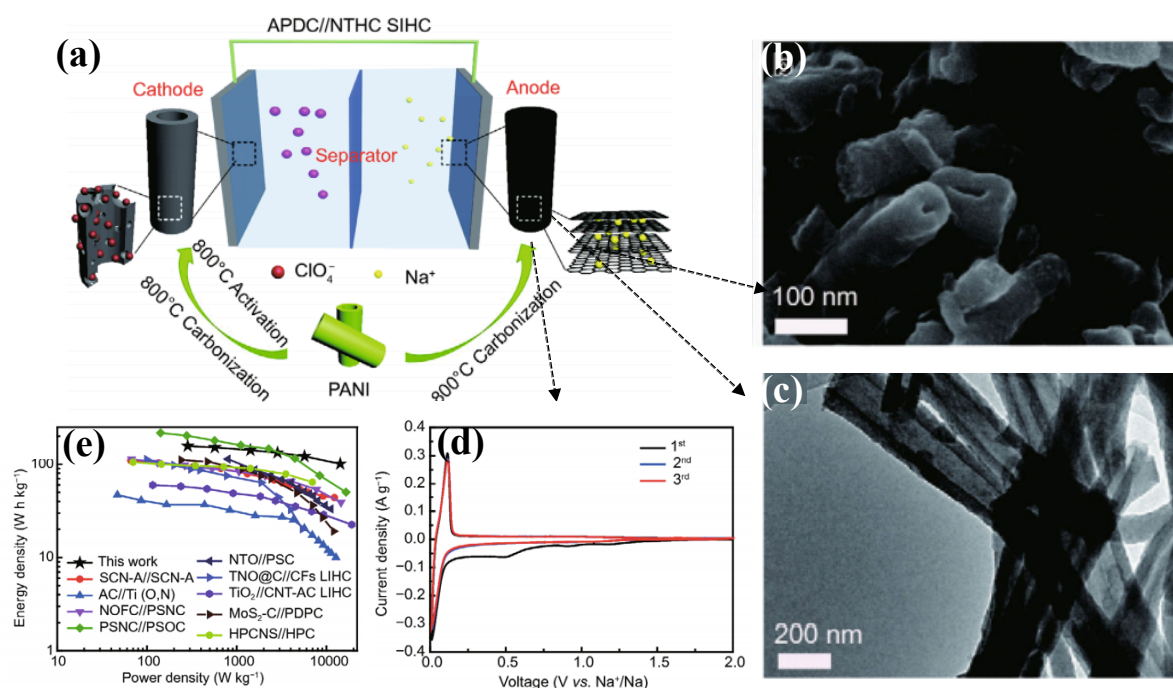 APDC//NTHC SIHC
(a)
Cathode
Anode
Separator
ClO₄⁻
Na⁺
800°C Activation
800°C Carbonization
800°C Carbonization
PANI
(b)
100 nm
(c)
200 nm
(e)
Energy density (W h kg⁻¹)
100
10
1
This work
SCN-A//SCN-A
AC//Ti (O,N)
NOFC//PSNC
PSNC//PSOC
NTO//PSC
TNO@C//CFs LIHC
TiO₂//CNT-AC LIHC
MoS₂-C//PDPC
HPCNS//HPC
10 100 1000 10000
Power density (W kg⁻¹)
(d)
Current density (A g⁻¹)
0.4
0.3
0.2
0.1
0.0
−0.1
−0.2
−0.3
−0.4
1ˢᵗ
2ⁿᵈ
3ʳᵈ
0.0 0.5 1.0 1.5 2.0
Voltage (V vs. Na⁺/Na)